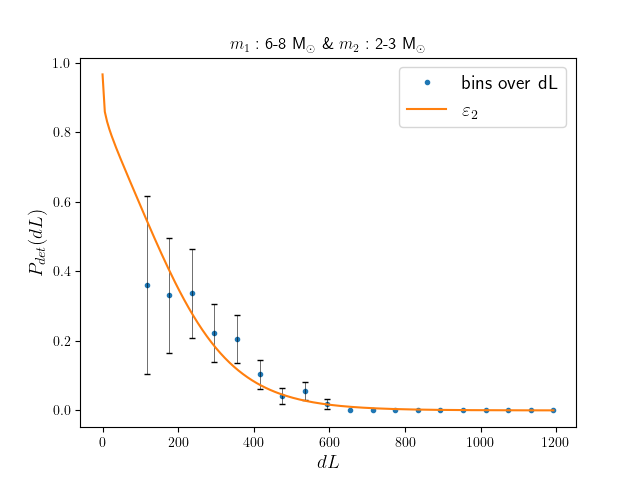 m₁ : 6-8 M⊙ & m₂ : 2-3 M⊙
bins over dL
ε₂
P_det(dL)
1.0
0.8
0.6
0.4
0.2
0.0
0 200 400 600 800 1000 1200
dL